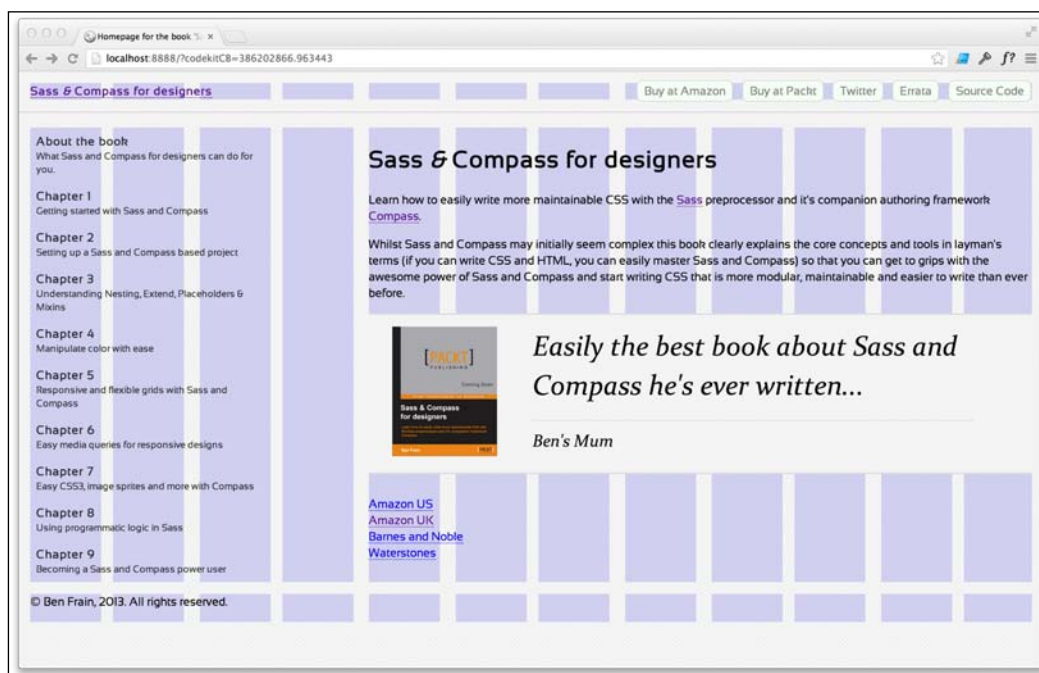 Homepage for the book "S
localhost:8888/?codekitCB=386202866.963443
Sass & Compass for designers
Buy at Amazon
Buy at Packt
Twitter
Errata
Source Code
About the book
What Sass and Compass for designers can do for
you.
Chapter 1
Getting started with Sass and Compass
Chapter 2
Setting up a Sass and Compass based project
Chapter 3
Understanding Nesting, Extend, Placeholders &
Mixins
Chapter 4
Manipulate color with ease
Chapter 5
Responsive and flexible grids with Sass and
Compass
Chapter 6
Easy media queries for responsive designs
Chapter 7
Easy CSS3, image sprites and more with Compass
Chapter 8
Using programmatic logic in Sass
Chapter 9
Becoming a Sass and Compass power user
Sass & Compass for designers
Learn how to easily write more maintainable CSS with the Sass preprocessor and it's companion authoring framework
Compass.
Whilst Sass and Compass may initially seem complex this book clearly explains the core concepts and tools in layman's
terms (if you can write CSS and HTML, you can easily master Sass and Compass) so that you can get to grips with the
awesome power of Sass and Compass and start writing CSS that is more modular, maintainable and easier to write than ever
before.
[PACKT]
PUBLISHING
Coming Soon
Sass & Compass
for designers
Ben Frain
PACKT
Easily the best book about Sass and
Compass he's ever written...
Ben's Mum
Amazon US
Amazon UK
Barnes and Noble
Waterstones
© Ben Frain, 2013. All rights reserved.